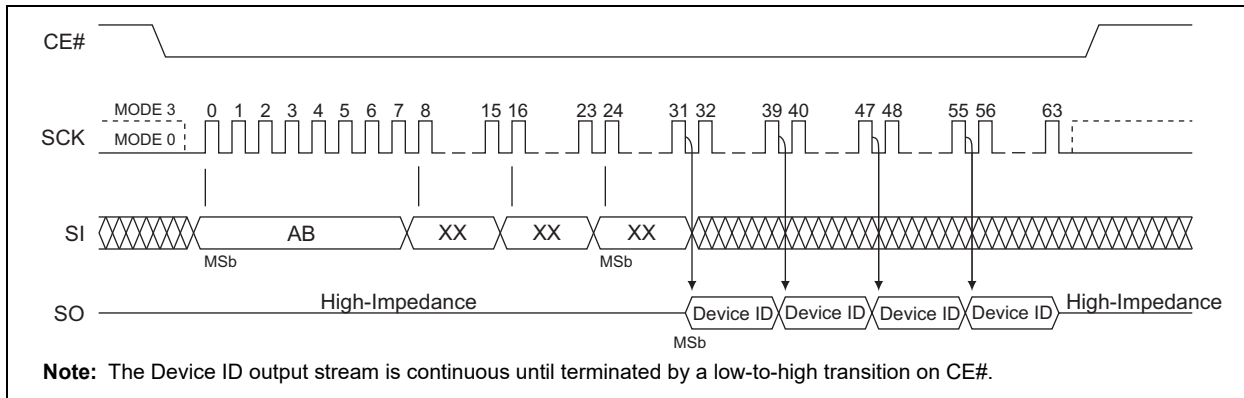 CE#
MODE 3 0 1 2 3 4 5 6 7 8 15 16 23 24 31 32 39 40 47 48 55 56 63
SCK MODE 0
SI AB XX XX XX
MSb MSb
High-Impedance High-Impedance
SO Device ID Device ID Device ID Device ID
MSb
Note: The Device ID output stream is continuous until terminated by a low-to-high transition on CE#.